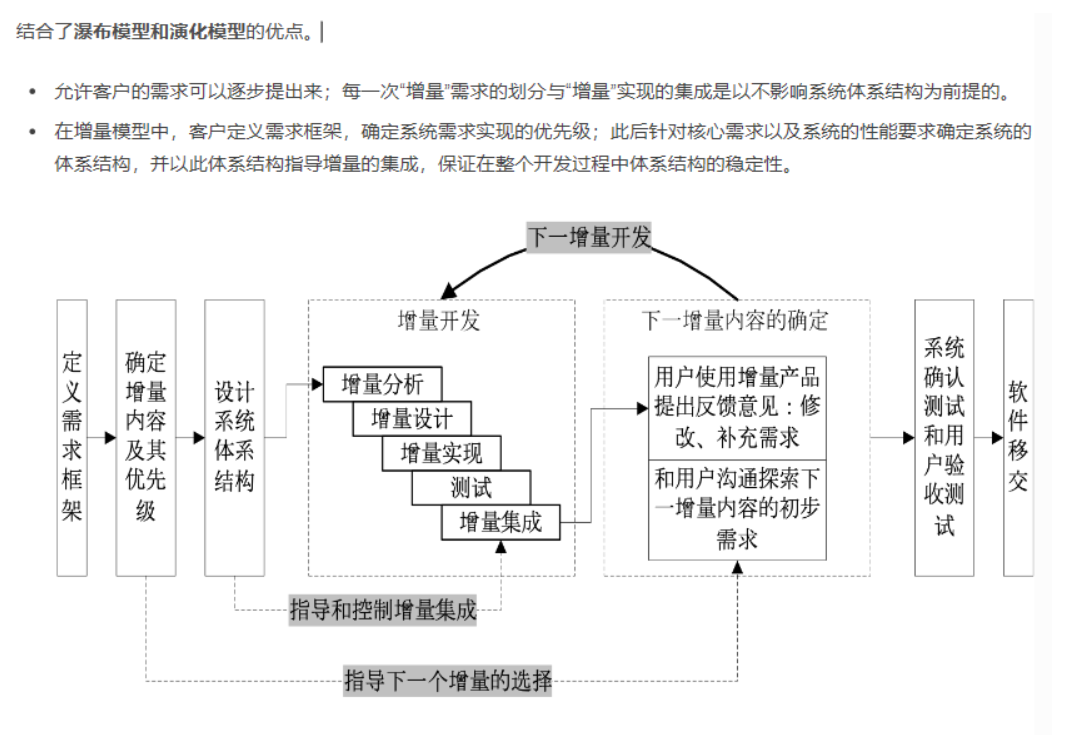 结合了瀑布模型和演化模型的优点。
• 允许客户的需求可以逐步提出来；每一次“增量”需求的划分与“增量”实现的集成是以不影响系统体系结构为前提的。
• 在增量模型中，客户定义需求框架，确定系统需求实现的优先级；此后针对核心需求以及系统的性能要求确定系统的
体系结构，并以此体系结构指导增量的集成，保证在整个开发过程中体系结构的稳定性。
下一增量开发
定
义
需
求
框
架
确定
增量
内容
及其
优先
级
设计
系统
体系
结构
增量开发
增量分析
增量设计
增量实现
测试
增量集成
下一增量内容的确定
用户使用增量产品
提出反馈意见：修
改、补充需求
和用户沟通探索下
一增量内容的初步
需求
系统
确认
测试
和用
户验
收测
试
软
件
移
交
指导和控制增量集成
指导下一个增量的选择